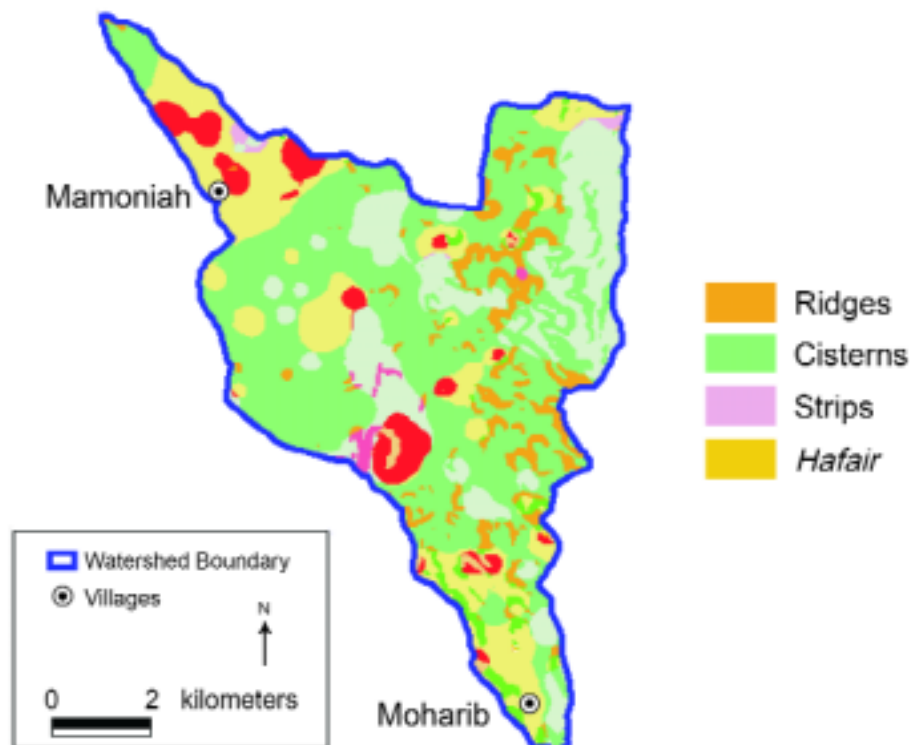 Mamoniah
Ridges
Cisterns
Strips
Hafair
Watershed Boundary
Villages
N
0 2 kilometers
Moharib